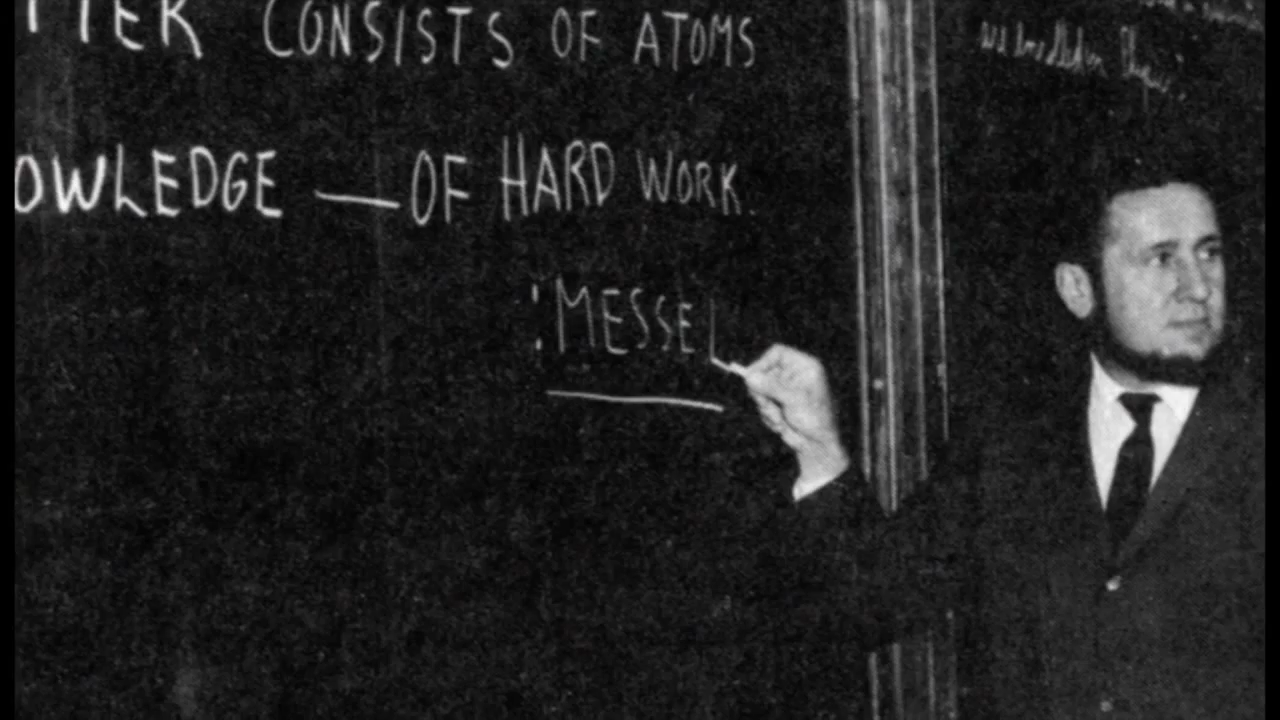 TTER CONSISTS OF ATOMS
OWLEDGE — OF HARD WORK.
"MESSEL